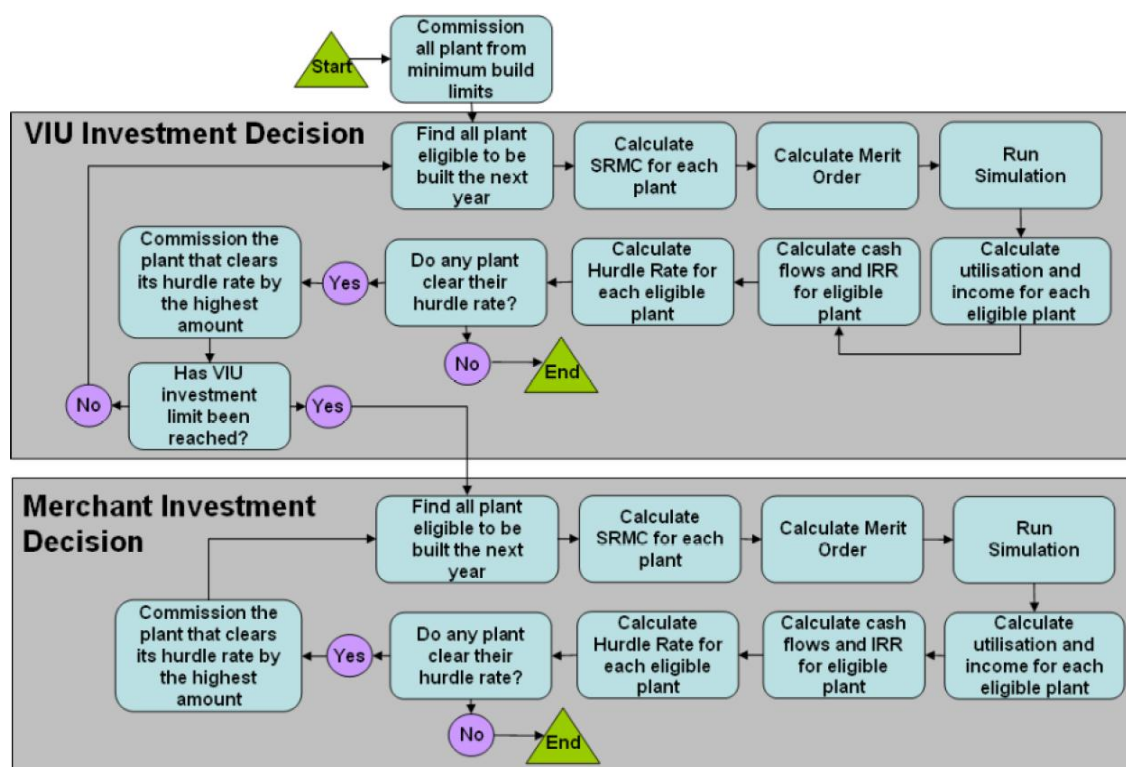 Start
Commission
all plant from
minimum build
limits
VIU Investment Decision
Find all plant
eligible to be
built the next
year
Calculate
SRMC for each
plant
Calculate Merit
Order
Run
Simulation
Calculate
utilisation and
income for each
eligible plant
Calculate cash
flows and IRR
for eligible
plant
Calculate
Hurdle Rate for
each eligible
plant
Do any plant
clear their
hurdle rate?
Yes
No
End
Commission the
plant that clears
its hurdle rate by
the highest
amount
Has VIU
investment
limit been
reached?
No
Yes
Merchant Investment
Decision
Find all plant
eligible to be
built the next
year
Calculate
SRMC for each
plant
Calculate Merit
Order
Run
Simulation
Calculate
utilisation and
income for each
eligible plant
Calculate cash
flows and IRR
for eligible
plant
Calculate
Hurdle Rate for
each eligible
plant
Do any plant
clear their
hurdle rate?
Yes
No
End
Commission the
plant that clears
its hurdle rate by
the highest
amount